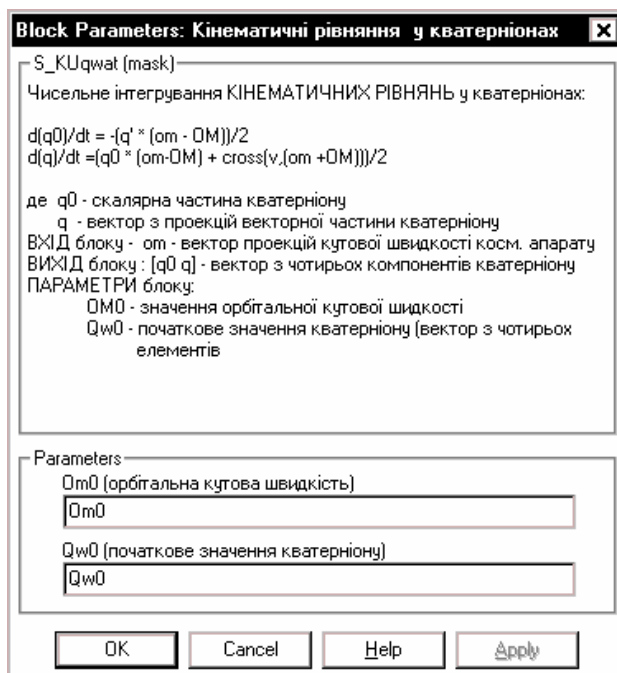 Block Parameters: Кінематичні рівняння у кватерніонах
S_KUqwat (mask)
Чисельне інтегрування КІНЕМАТИЧНИХ РІВНЯНЬ у кватерніонах:
d(q0)/dt = -(q' * (om - OM))/2
d(q)/dt =(q0 * (om-OM) + cross(v,(om +OM)))/2
де q0 - скалярна частина кватерніону
q - вектор з проекцій векторної частини кватерніону
ВХІД блоку - om - вектор проекцій кутової швидкості косм. апарату
ВИХІД блоку : [q0 q] - вектор з чотирьох компонентів кватерніону
ПАРАМЕТРИ блоку:
OM0 - значення орбітальної кутової шидкості
Qw0 - початкове значення кватерніону (вектор з чотирьох
елементів
Parameters
Om0 (орбітальна кутова швидкість)
Om0
Qw0 (початкове значення кватерніону)
Qw0
OK Cancel Help Apply